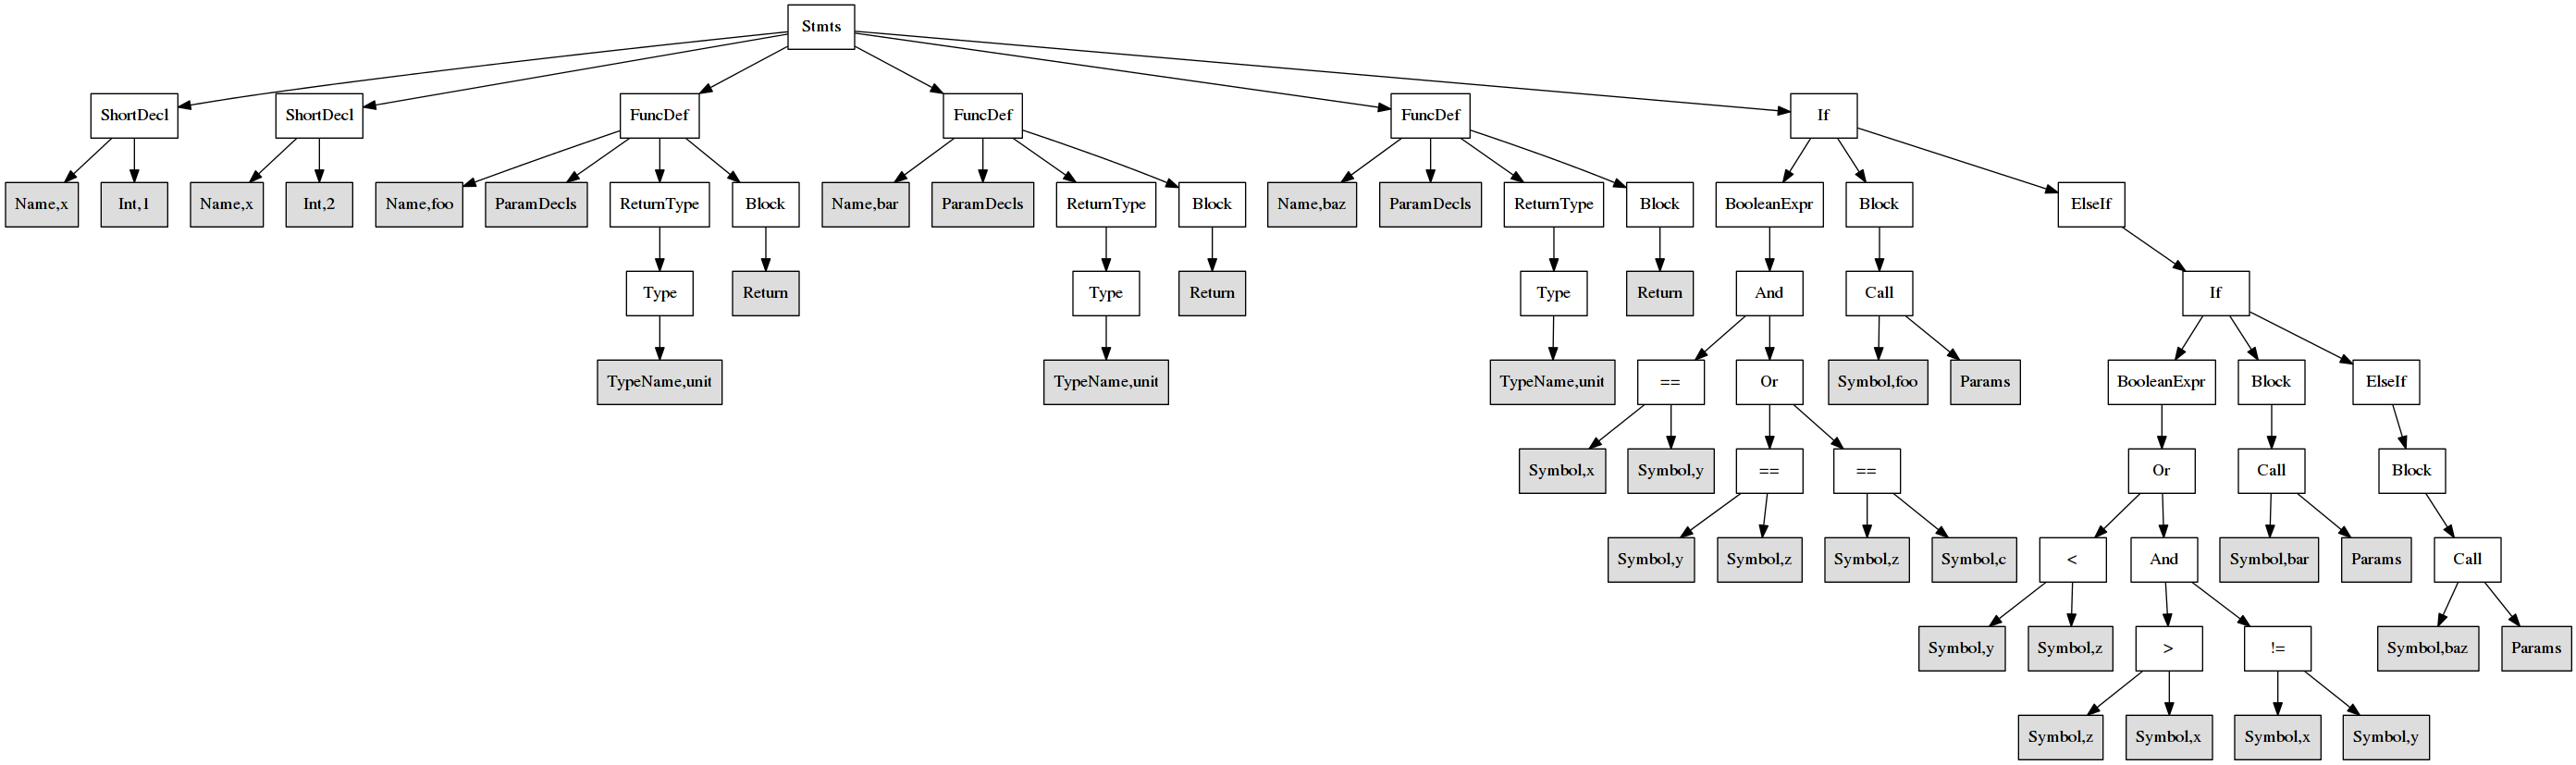 Stmts
ShortDecl ShortDecl FuncDef FuncDef FuncDef If
Name,x Int,1 Name,x Int,2 Name,foo ParamDecls ReturnType Block Name,bar ParamDecls ReturnType Block Name,baz ParamDecls ReturnType Block BooleanExpr Block ElseIf
Type Return Type Return Type Return And Call If
TypeName,unit TypeName,unit TypeName,unit == Or Symbol,foo Params BooleanExpr Block ElseIf
Symbol,x Symbol,y == == Or Call Block
Symbol,y Symbol,z Symbol,z Symbol,c < And Symbol,bar Params Call
Symbol,y Symbol,z > != Symbol,baz Params
Symbol,z Symbol,x Symbol,x Symbol,y